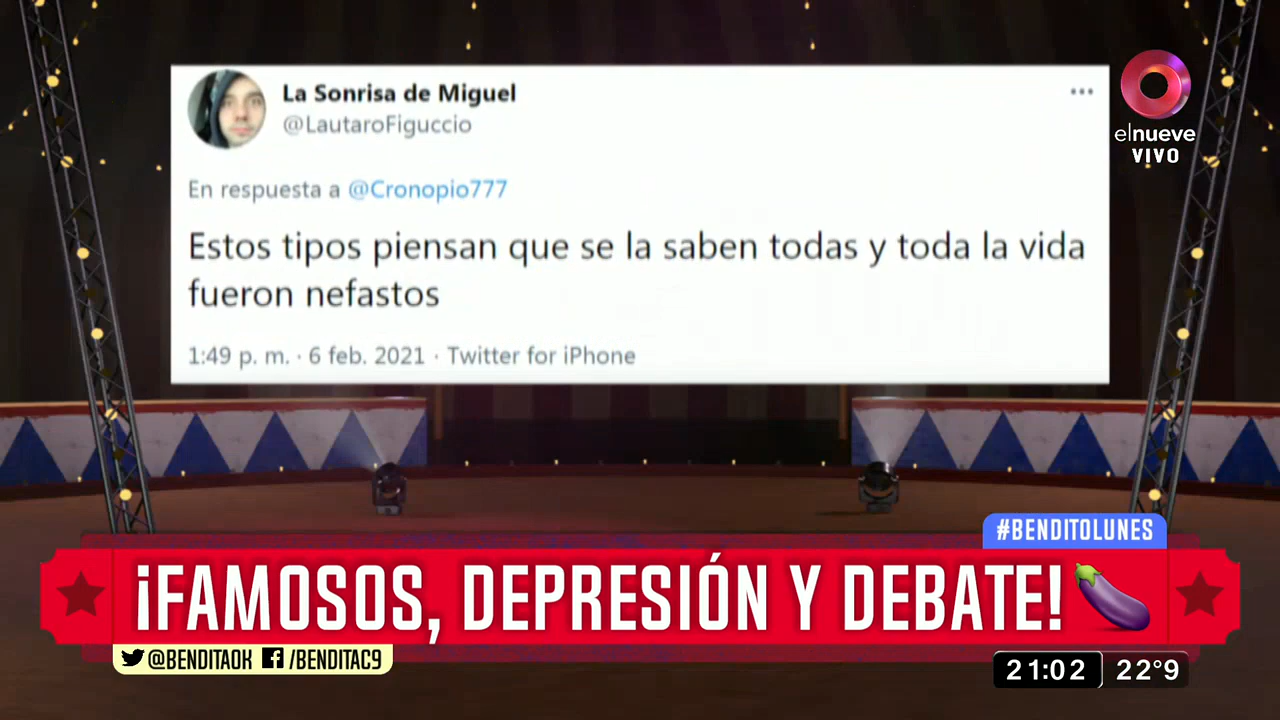 La Sonrisa de Miguel
@LautaroFiguccio
En respuesta a @Cronopio777
Estos tipos piensan que se la saben todas y toda la vida
fueron nefastos
1:49 p. m. · 6 feb. 2021 · Twitter for iPhone
elnueve
VIVO
#BENDITOLUNES
¡FAMOSOS, DEPRESIÓN Y DEBATE!🍆
@BENDITAOK /BENDITAC9
21:02 22°9